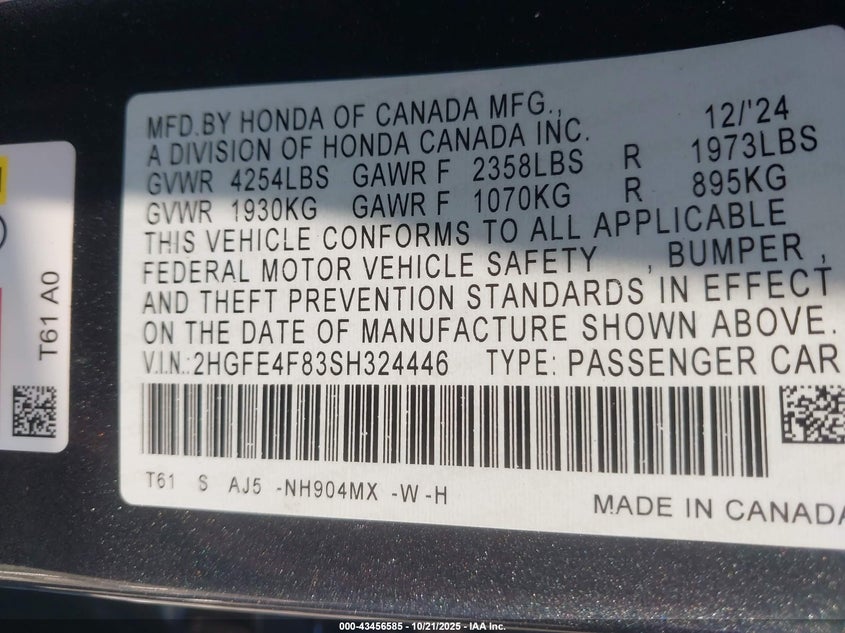 MFD.BY HONDA OF CANADA MFG., 12/'24
A DIVISION OF HONDA CANADA INC.
GVWR 4254LBS GAWR F 2358LBS R 1973LBS
GVWR 1930KG GAWR F 1070KG R 895KG
THIS VEHICLE CONFORMS TO ALL APPLICABLE
FEDERAL MOTOR VEHICLE SAFETY , BUMPER ,
AND THEFT PREVENTION STANDARDS IN EFFECT
ON THE DATE OF MANUFACTURE SHOWN ABOVE.
V.I.N.:2HGFE4F83SH324446 TYPE: PASSENGER CAR
T61 S AJ5 -NH904MX -W -H
MADE IN CANADA
T61 A0
000-43456585 - 10/21/2025 - IAA Inc.